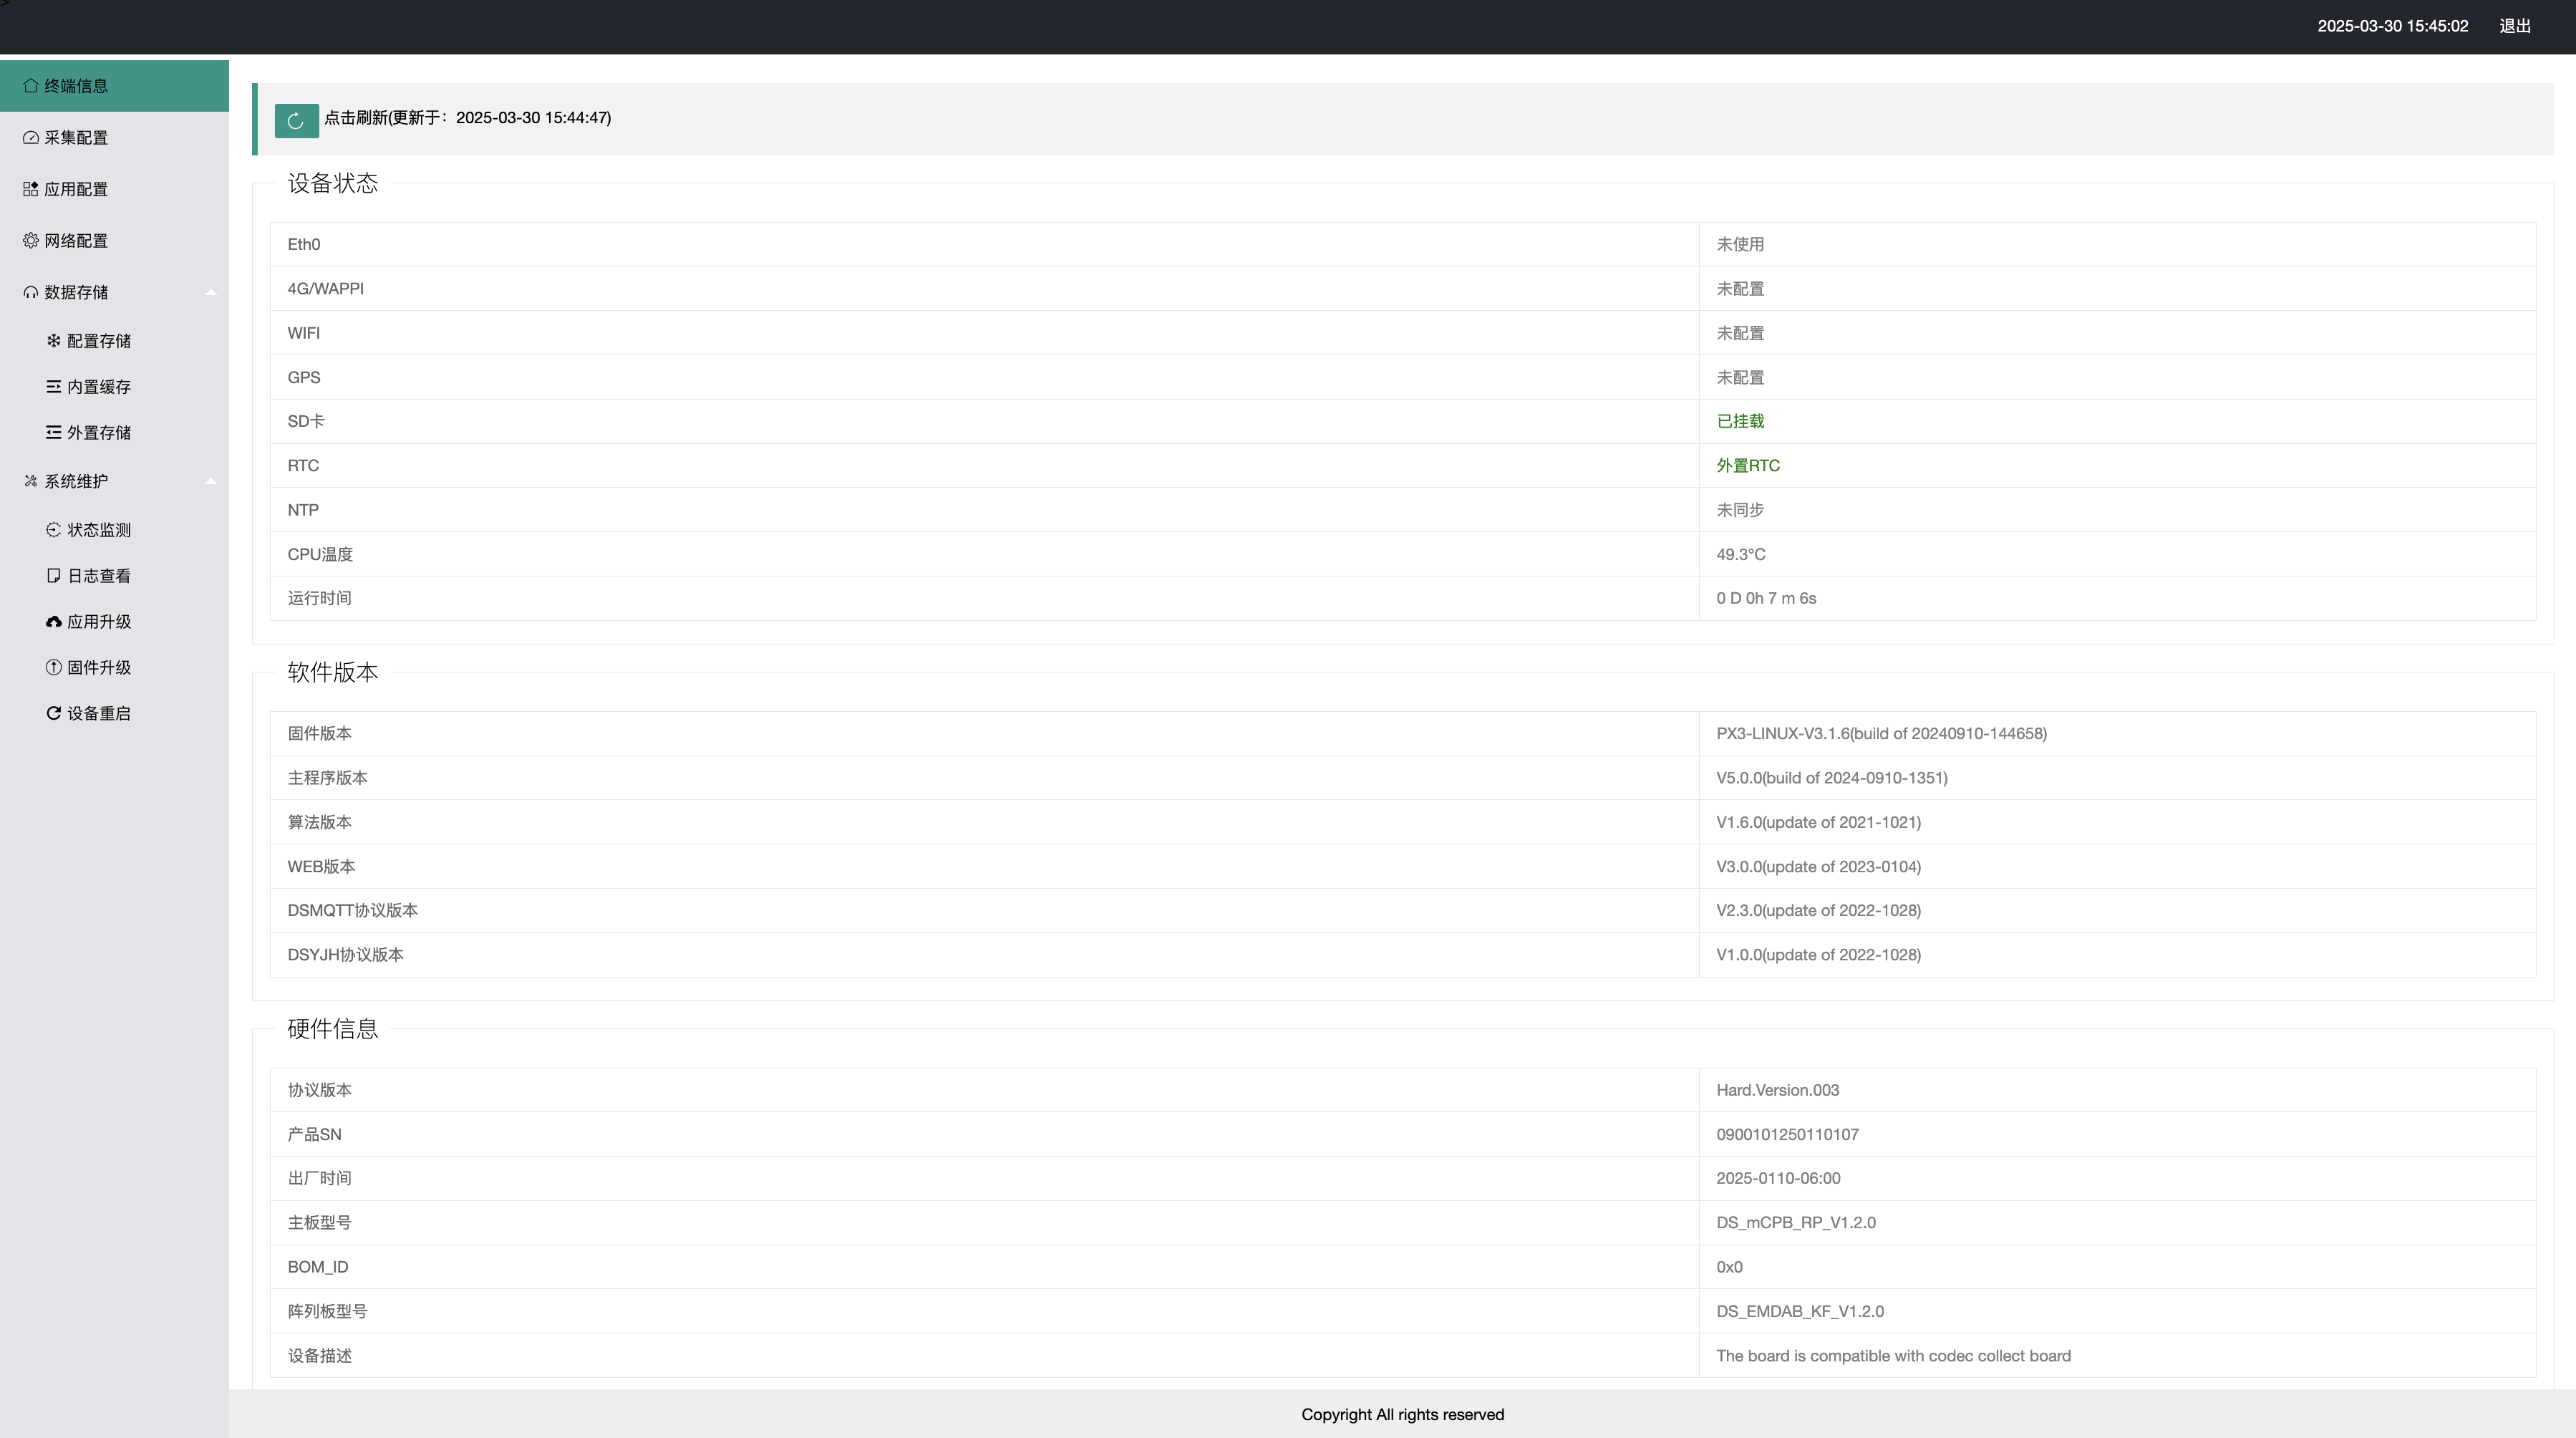 >
2025-03-30 15:45:02 退出
终端信息
采集配置
应用配置
网络配置
数据存储
配置存储
内置缓存
外置存储
系统维护
状态监测
日志查看
应用升级
固件升级
设备重启
点击刷新(更新于：2025-03-30 15:44:47)
设备状态
Eth0 未使用
4G/WAPPI 未配置
WIFI 未配置
GPS 未配置
SD卡 已挂载
RTC 外置RTC
NTP 未同步
CPU温度 49.3°C
运行时间 0 D 0h 7 m 6s
软件版本
固件版本 PX3-LINUX-V3.1.6(build of 20240910-144658)
主程序版本 V5.0.0(build of 2024-0910-1351)
算法版本 V1.6.0(update of 2021-1021)
WEB版本 V3.0.0(update of 2023-0104)
DSMQTT协议版本 V2.3.0(update of 2022-1028)
DSYJH协议版本 V1.0.0(update of 2022-1028)
硬件信息
协议版本 Hard.Version.003
产品SN 0900101250110107
出厂时间 2025-0110-06:00
主板型号 DS_mCPB_RP_V1.2.0
BOM_ID 0x0
阵列板型号 DS_EMDAB_KF_V1.2.0
设备描述 The board is compatible with codec collect board
Copyright All rights reserved